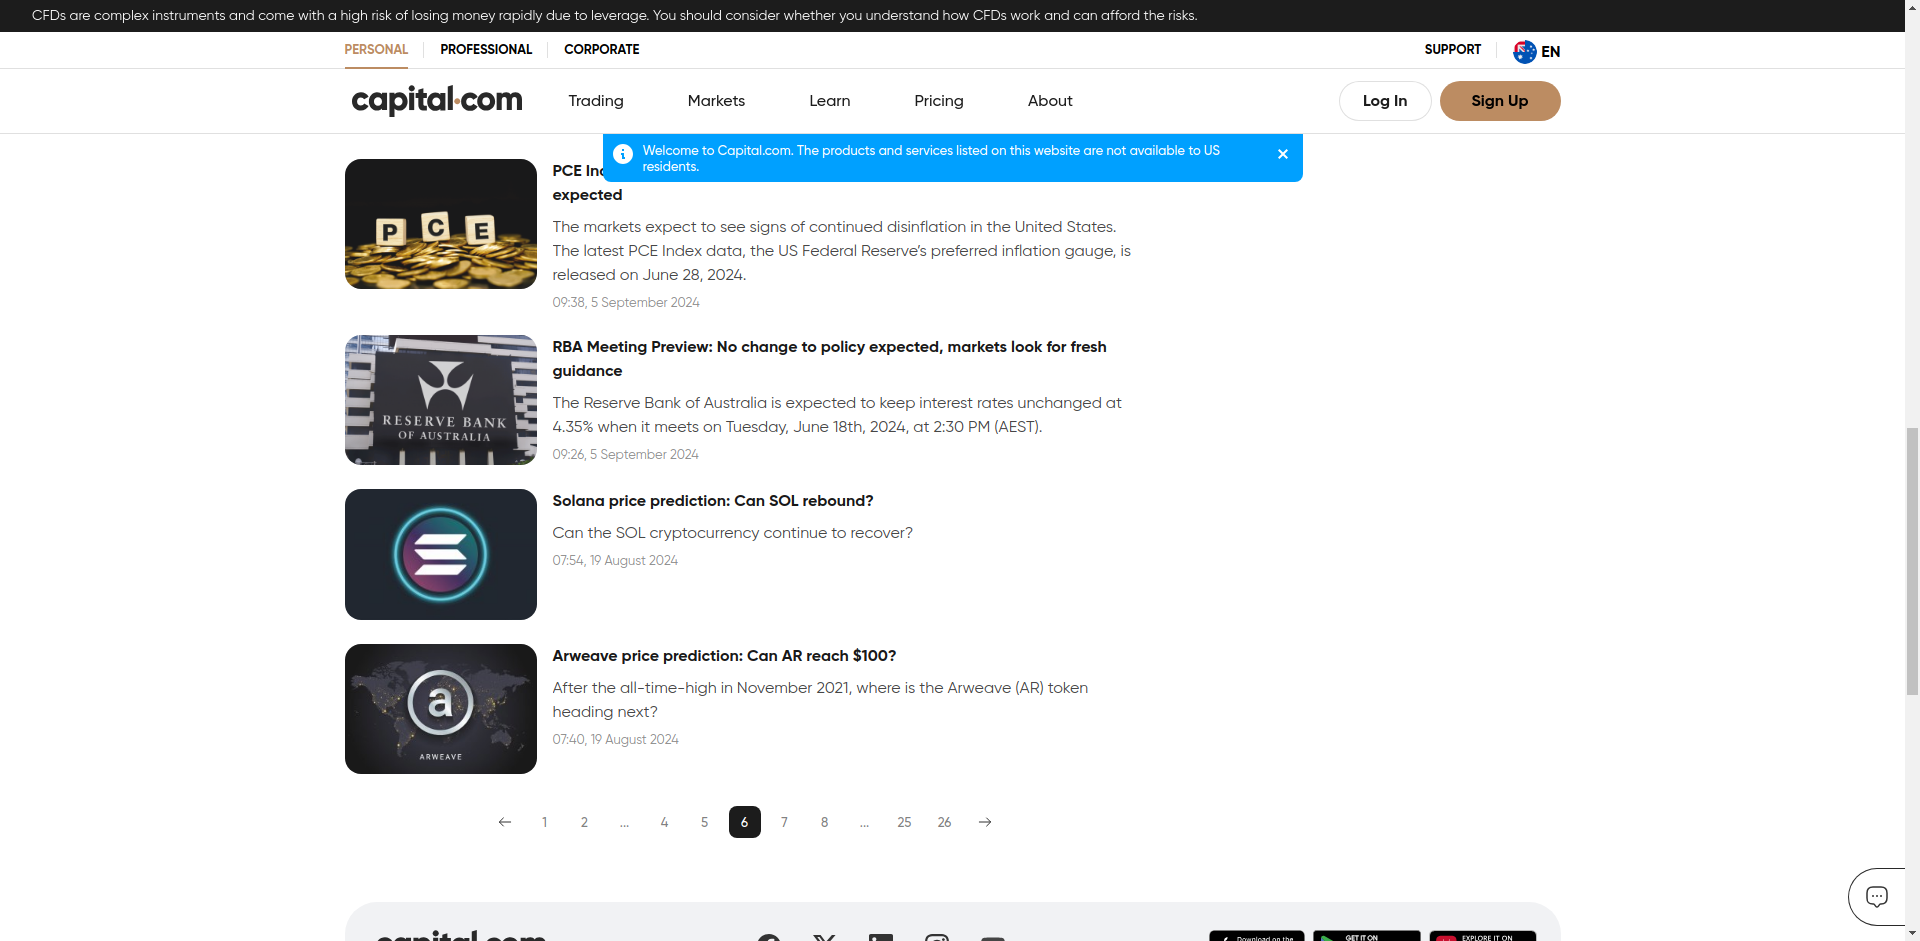 CFDs are complex instruments and come with a high risk of losing money rapidly due to leverage. You should consider whether you understand how CFDs work and can afford the risks.
PERSONAL
PROFESSIONAL
CORPORATE
SUPPORT
EN
capital.com
Trading
Markets
Learn
Pricing
About
Log In
Sign Up
Welcome to Capital.com. The products and services listed on this website are not available to US
residents.
PCE
expected
The markets expect to see signs of continued disinflation in the United States.
The latest PCE Index data, the US Federal Reserve’s preferred inflation gauge, is
released on June 28, 2024.
09:38, 5 September 2024
P C E
RBA Meeting Preview: No change to policy expected, markets look for fresh
guidance
The Reserve Bank of Australia is expected to keep interest rates unchanged at
4.35% when it meets on Tuesday, June 18th, 2024, at 2:30 PM (AEST).
09:26, 5 September 2024
RESERVE BANK
OF AUSTRALIA
Solana price prediction: Can SOL rebound?
Can the SOL cryptocurrency continue to recover?
07:54, 19 August 2024
Arweave price prediction: Can AR reach $100?
After the all-time-high in November 2021, where is the Arweave (AR) token
heading next?
07:40, 19 August 2024
a
ARWEAVE
1 2 ... 4 5 6 7 8 ... 25 26
capital.com
Download on the
GET IT ON
EXPLORE IT ON